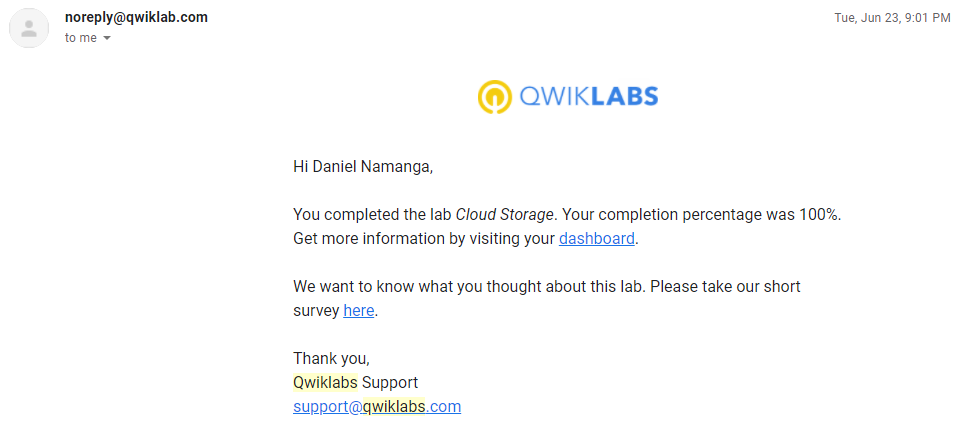 noreply@qwiklab.com
Tue, Jun 23, 9:01 PM
to me
QWIKLABS
Hi Daniel Namanga,
You completed the lab Cloud Storage. Your completion percentage was 100%.
Get more information by visiting your dashboard.
We want to know what you thought about this lab. Please take our short
survey here.
Thank you,
Qwiklabs Support
support@qwiklabs.com